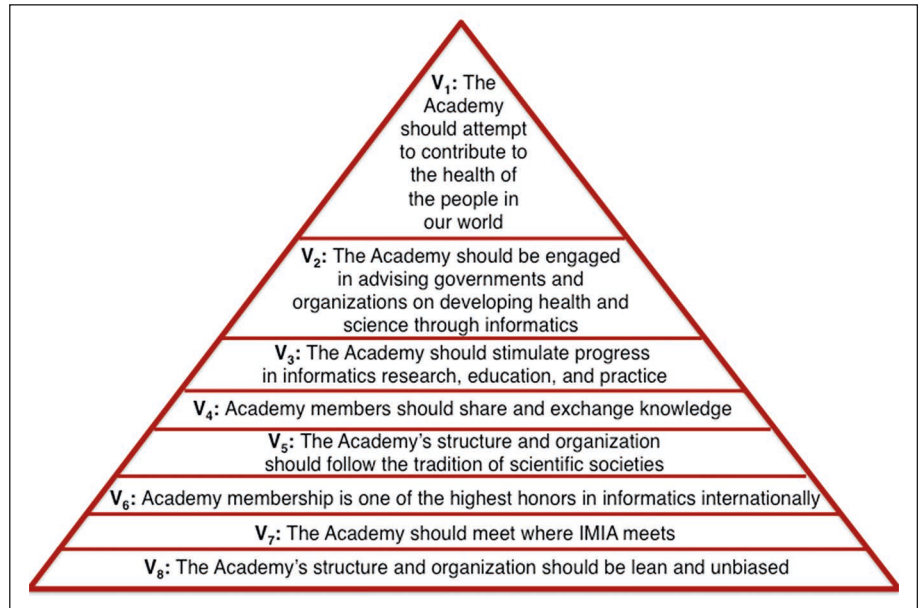 V1: The
Academy
should attempt
to contribute to
the health of
the people in
our world
V2: The Academy should be engaged
in advising governments and
organizations on developing health and
science through informatics
V3: The Academy should stimulate progress
in informatics research, education, and practice
V4: Academy members should share and exchange knowledge
V5: The Academy’s structure and organization
should follow the tradition of scientific societies
V6: Academy membership is one of the highest honors in informatics internationally
V7: The Academy should meet where IMIA meets
V8: The Academy’s structure and organization should be lean and unbiased